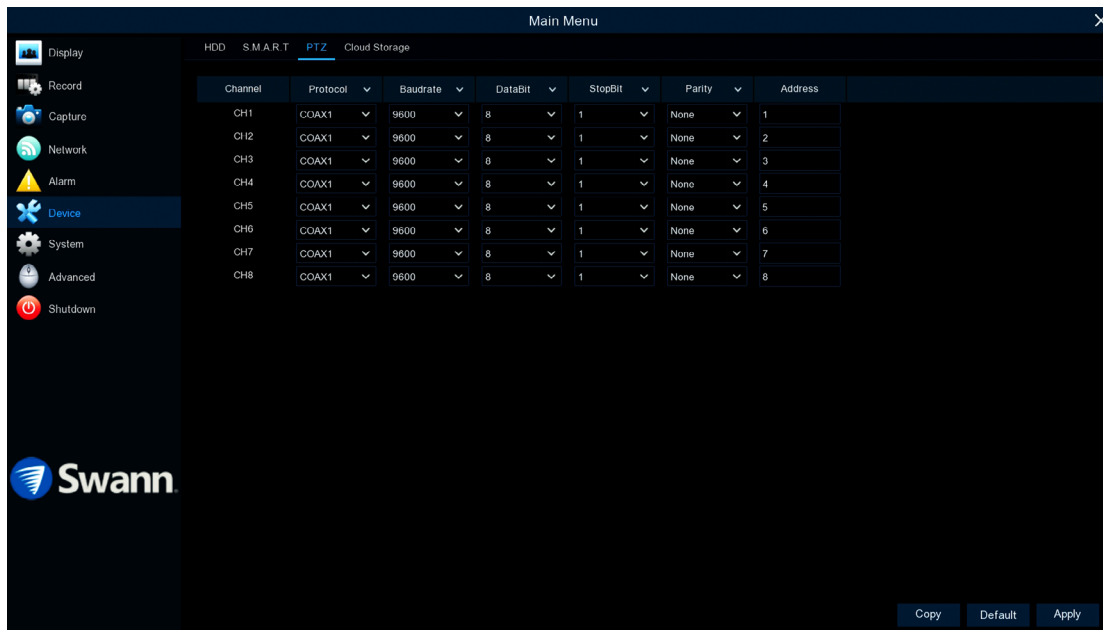 Main Menu
Display
Record
Capture
Network
Alarm
Device
System
Advanced
Shutdown
Swann
HDD S.M.A.R.T PTZ Cloud Storage
Channel Protocol Baudrate DataBit StopBit Parity Address
CH1 COAX1 9600 8 1 None 1
CH2 COAX1 9600 8 1 None 2
CH3 COAX1 9600 8 1 None 3
CH4 COAX1 9600 8 1 None 4
CH5 COAX1 9600 8 1 None 5
CH6 COAX1 9600 8 1 None 6
CH7 COAX1 9600 8 1 None 7
CH8 COAX1 9600 8 1 None 8
Copy Default Apply